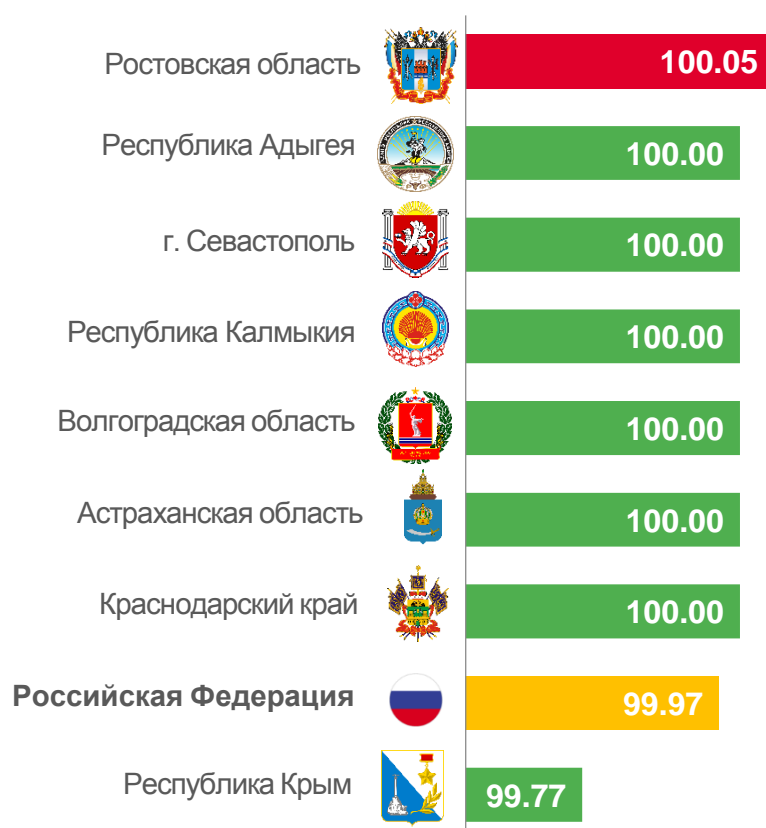 Ростовская область 100.05
Республика Адыгея 100.00
г. Севастополь 100.00
Республика Калмыкия 100.00
Волгоградская область 100.00
Астраханская область 100.00
Краснодарский край 100.00
Российская Федерация 99.97
Республика Крым 99.77